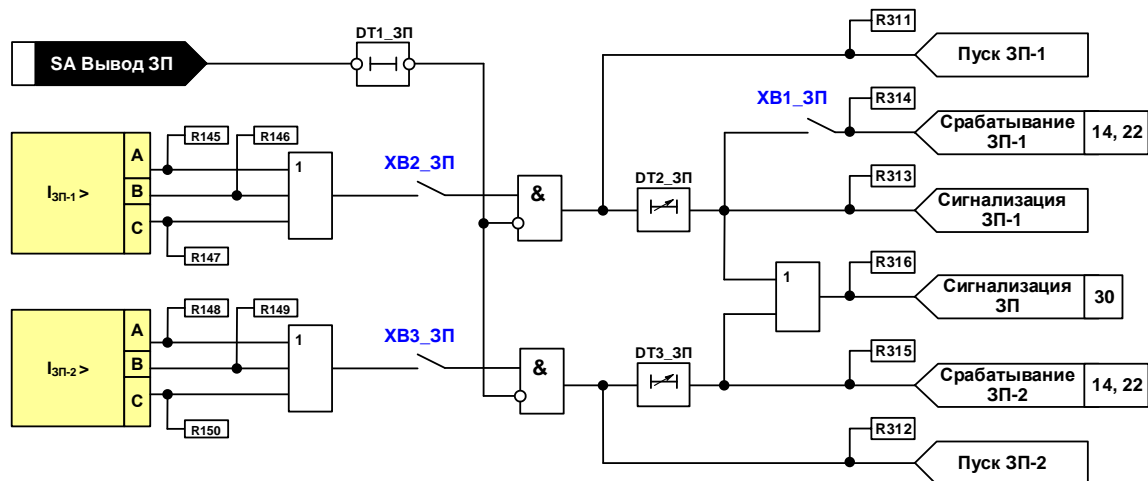 DT1_ЗП
R311
SA Вывод ЗП
Пуск ЗП-1
XB1_ЗП
R314
Срабатывание
ЗП-1
14, 22
R145
R146
IЗП-1 >
A
B
C
1
XB2_ЗП
&
DT2_ЗП
R313
Сигнализация
ЗП-1
R147
R316
1
Сигнализация
ЗП
30
R148
R149
IЗП-2 >
A
B
C
1
XB3_ЗП
&
DT3_ЗП
R315
Срабатывание
ЗП-2
14, 22
R150
R312
Пуск ЗП-2